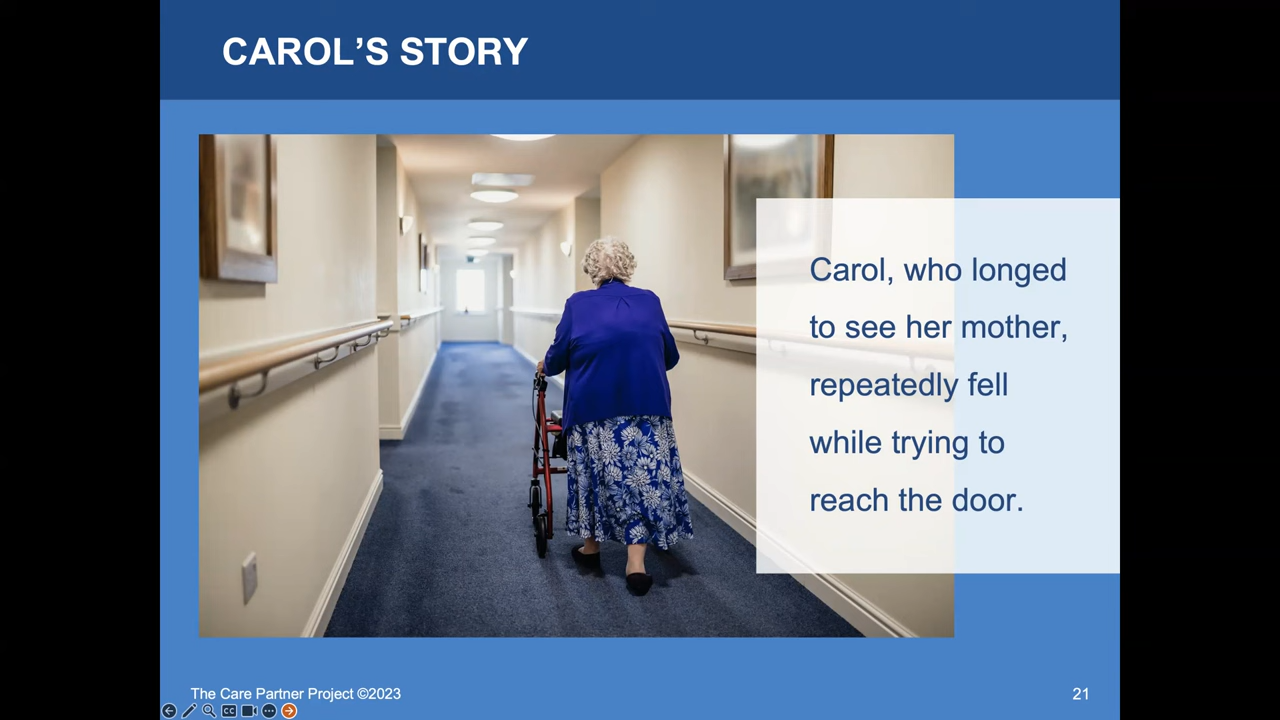 CAROL’S STORY
Carol, who longed
to see her mother,
repeatedly fell
while trying to
reach the door.
The Care Partner Project ©2023
21
CC